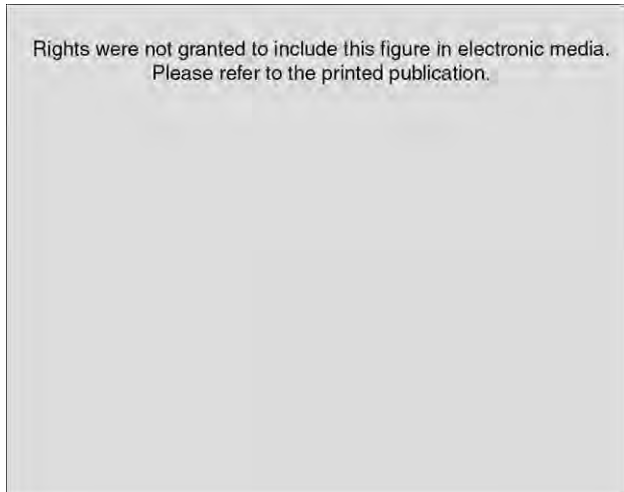 Rights were not granted to include this figure in electronic media.
Please refer to the printed publication.